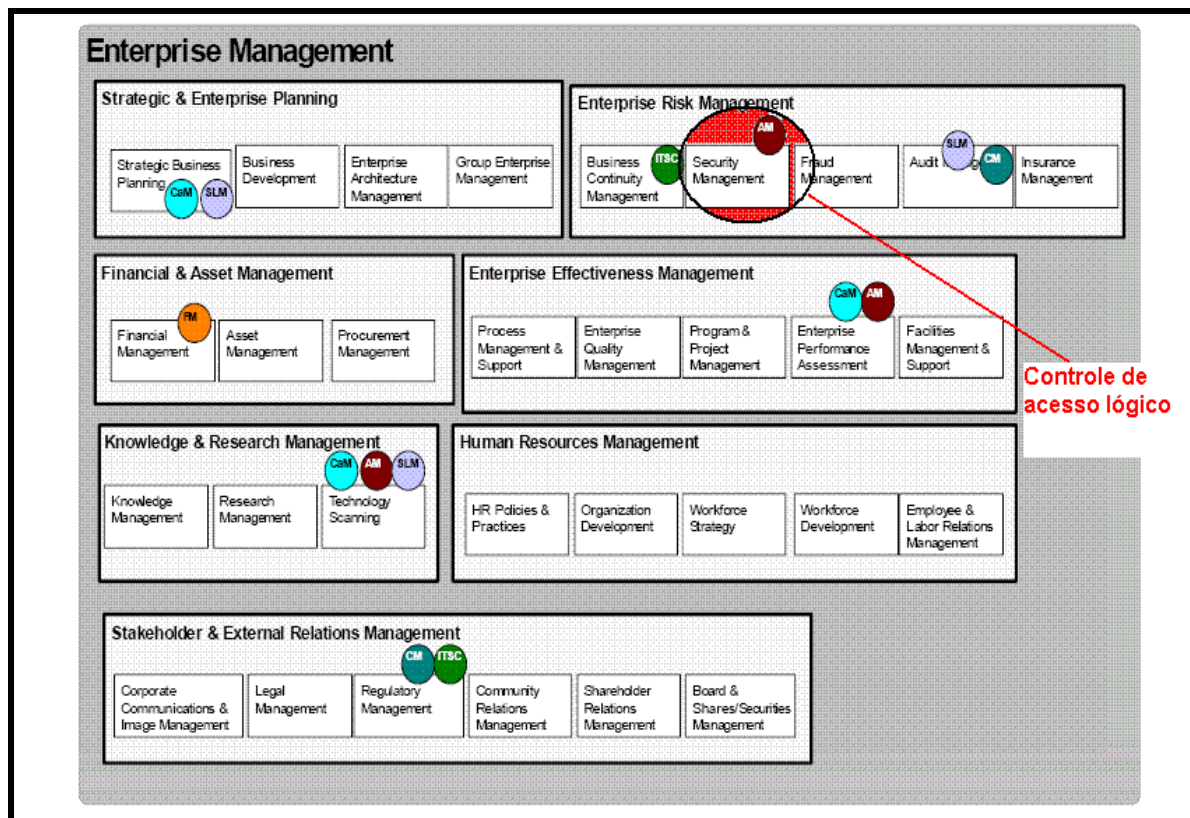 Enterprise Management
Strategic & Enterprise Planning
Strategic Business
Planning
CaM
SLM
Business
Development
Enterprise
Architecture
Management
Group Enterprise
Management
Enterprise Risk Management
Business
Continuity
Management
ITSC
Security
Management
AM
Fraud
Management
Audit
SLM
CM
Insurance
Management
Financial & Asset Management
Financial
Management
FM
Asset
Management
Procurement
Management
Enterprise Effectiveness Management
Process
Management &
Support
Enterprise
Quality
Management
Program &
Project
Management
CaM
AM
Enterprise
Performance
Assessment
Facilities
Management &
Support
Controle de
acesso lógico
Knowledge & Research Management
Knowledge
Management
Research
Management
CaM
AM
SLM
Technology
Scanning
Human Resources Management
HR Policies &
Practices
Organization
Development
Workforce
Strategy
Workforce
Development
Employee &
Labor Relations
Management
Stakeholder & External Relations Management
Corporate
Communications &
Image Management
Legal
Management
CM
ITSC
Regulatory
Management
Community
Relations
Management
Shareholder
Relations
Management
Board &
Shares/Securities
Management